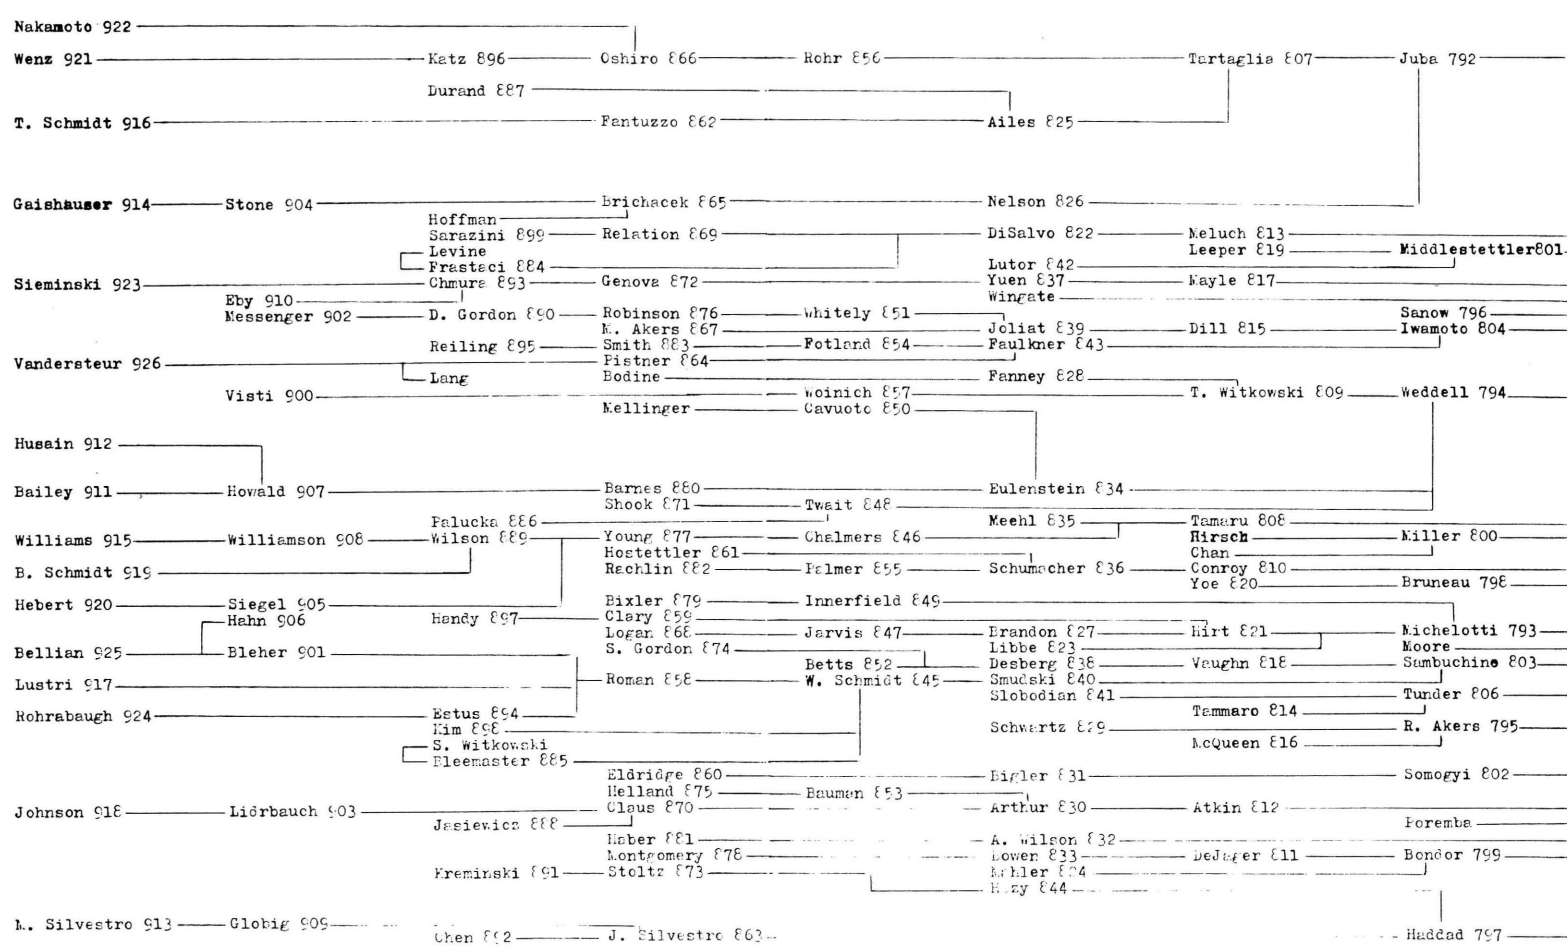 Nakamoto 922
Wenz 921 Katz 896 Oshiro 866 Rohr 856 Tartaglia 807 Juba 792
Durand 887
T. Schmidt 916 Fantuzzo 862 Ailes 825
Gaishauser 914 Stone 904 Brichacek 865 Nelson 826
Hoffman
Sarazini 899 Relation 869 DiSalvo 822 Meluch 813
Levine Leeper 819 Middlestettler801
Frastaci 884 Lutor 842
Sieminski 923 Chmura 893 Genova 872 Yuen 837 Kayle 817
Eby 910 Wingate
Messenger 902 D. Gordon 890 Robinson 876 Whitely 851 Sanow 796
M. Akers 867 Joliat 839 Dill 815 Iwamoto 804
Reiling 895 Smith 883 Fotland 854 Faulkner 843
Vandersteur 926 Pistner 864
Lang Bodine Fanney 828
Visti 900 Woinich 857 T. Witkowski 809 Weddell 794
Mellinger Cavuoto 850
Husain 912
Bailey 911 Howald 907 Barnes 880 Eulenstein 834
Shook 871 Twait 848
Palucka 886 Meehl 835 Tamaru 808
Williams 915 Williamson 908 Wilson 889 Young 877 Chalmers 846 Hirsch Miller 800
Hostettler 861 Chan
B. Schmidt 919 Rachlin 882 Palmer 855 Schumacher 836 Conroy 810
Yoe 820 Bruneau 798
Hebert 920 Siegel 905 Bixler 879 Innerfield 849
Hahn 906 Handy 897 Clary 859
Logan 868 Jarvis 847 Brandon 827 Hirt 821 Michelotti 793
Bellian 925 Bleher 901 S. Gordon 874 Libbe 823 Moore
Betts 852 Desberg 838 Vaughn 818 Sambuchino 803
Lustri 917 Roman 858 W. Schmidt 845 Smudski 840
Slobodian 841 Tunder 806
Rohrabaugh 924 Estus 894 Tammaro 814
Kim 898 Schwartz 829 R. Akers 795
S. Witkowski McQueen 816
Bleemaster 885
Eldridge 860 Bigler 831 Somogyi 802
Helland 875 Bauman 853
Johnson 918 Liörbauch 903 Claus 870 Arthur 830 Atkin 812
Jasiewicz 888 Poremba
Haber 881 A. Wilson 832
Montgomery 878 Lowen 833 DeJager 811 Bondor 799
Kreminski 891 Stoltz 873 824
844
M. Silvestro 913 Globig 909
Chen 892 J. Silvestro 863 Haddad 797